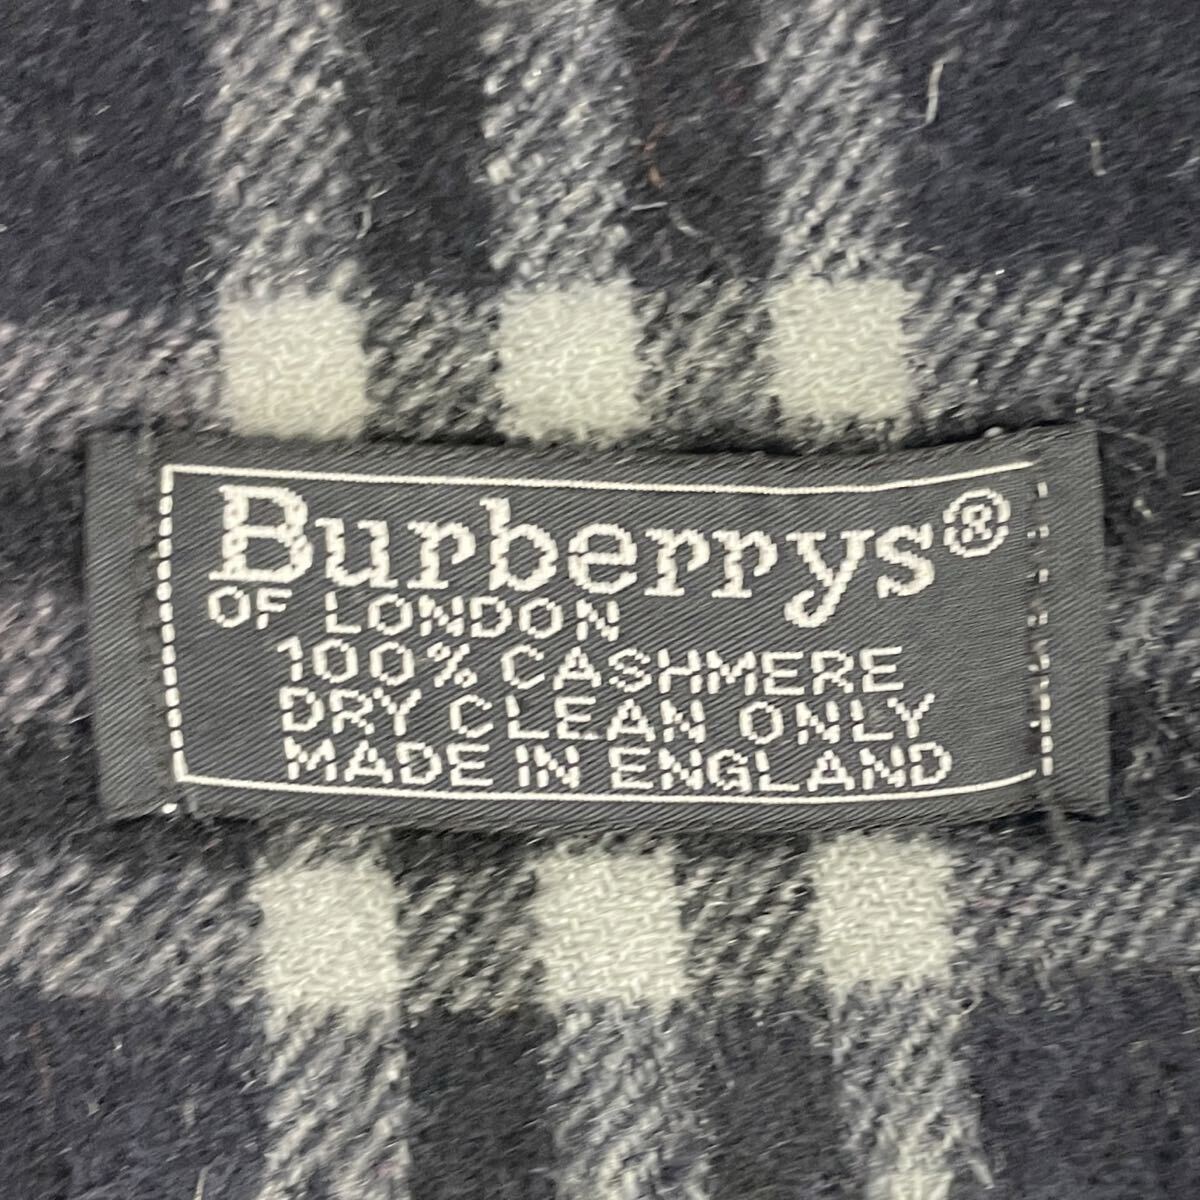 Burberrys®
OF LONDON
100% CASHMERE
DRY CLEAN ONLY
MADE IN ENGLAND